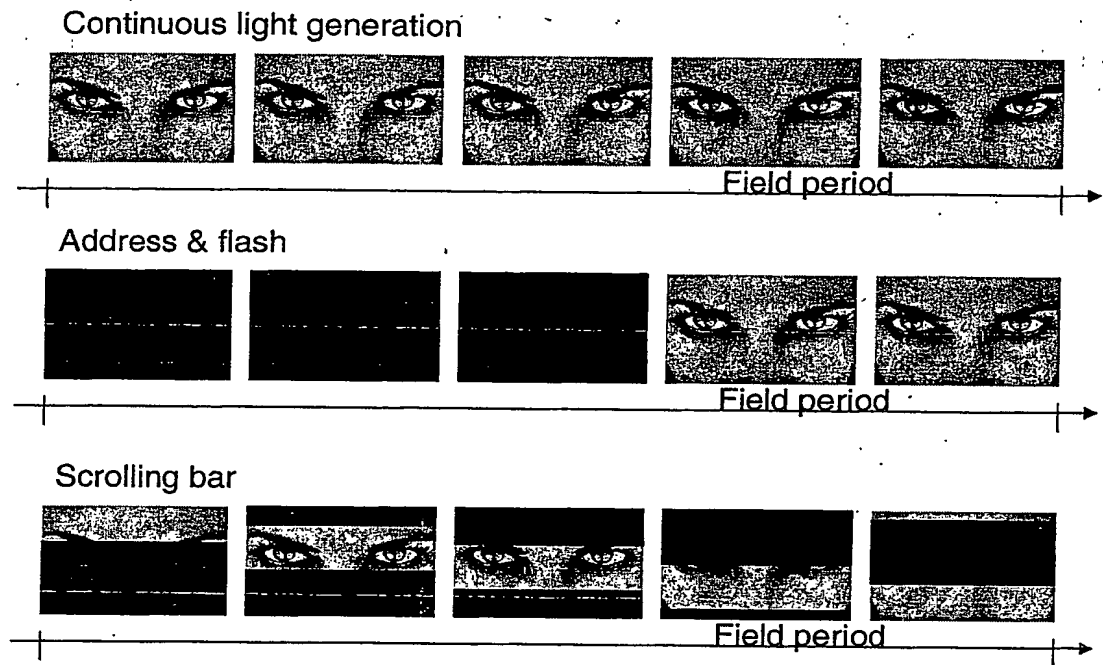 Continuous light generation
Field period
Address & flash
Field period
Scrolling bar
Field period